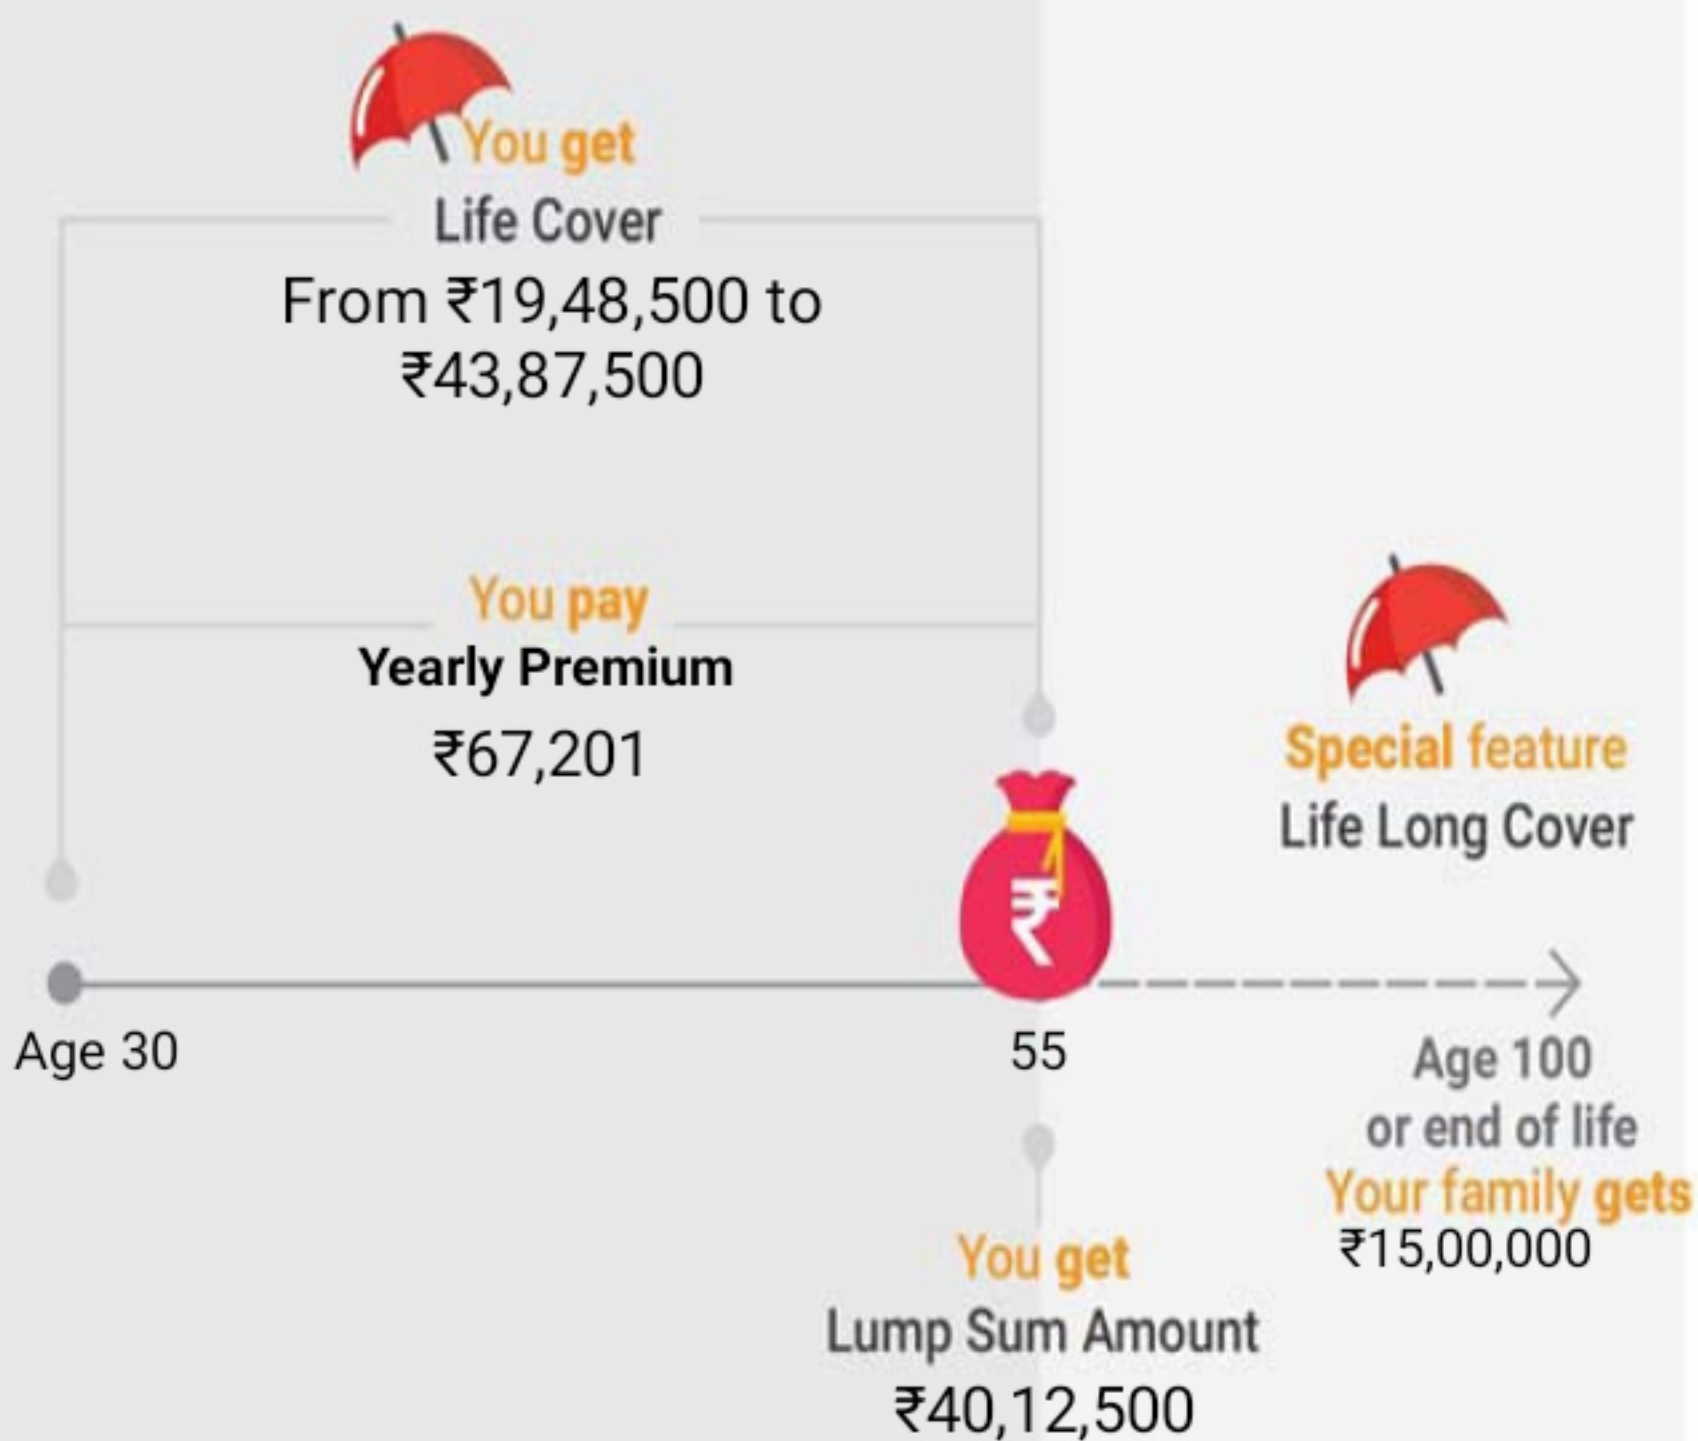 You get
Life Cover
From ₹19,48,500 to
₹43,87,500
You pay
Yearly Premium
₹67,201
Special feature
Life Long Cover
₹
Age 30
55
Age 100
or end of life
Your family gets
₹15,00,000
You get
Lump Sum Amount
₹40,12,500